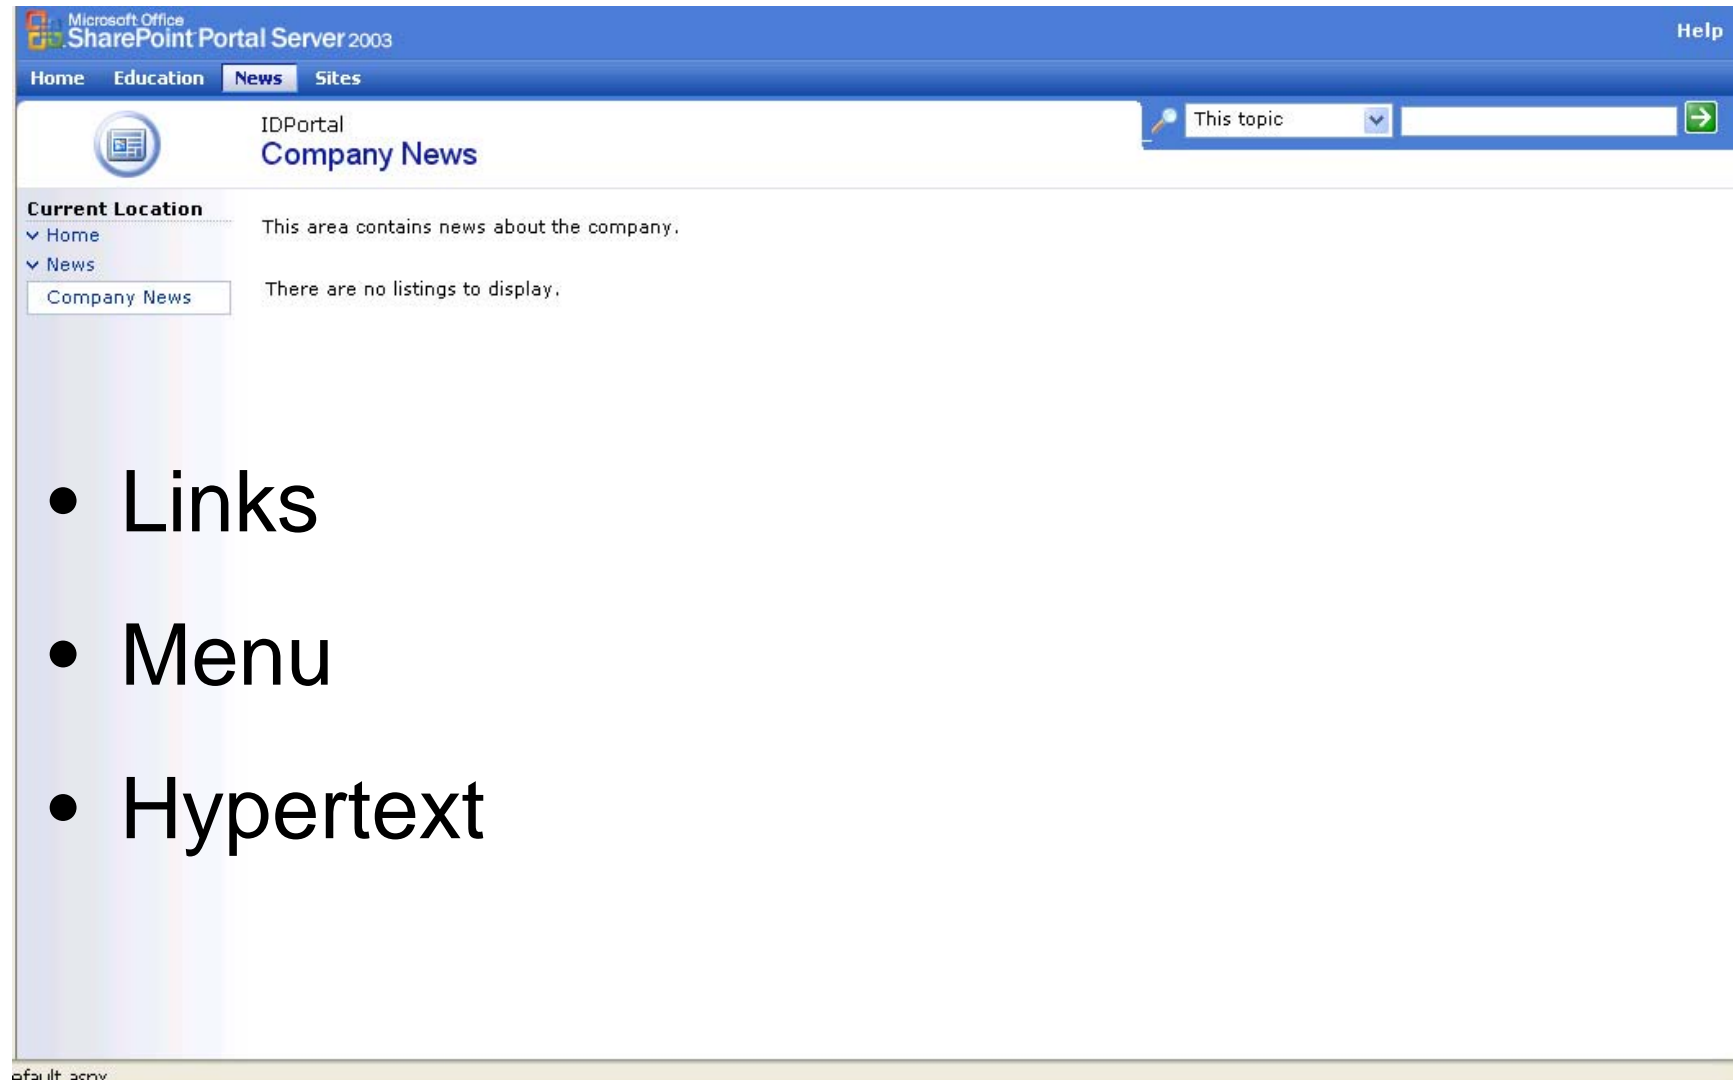 Microsoft Office
SharePoint Portal Server 2003
Help
Home Education News Sites
IDPortal
Company News
This topic
Current Location
Home
News
Company News
This area contains news about the company.
There are no listings to display.
• Links
• Menu
• Hypertext
efault.aspx